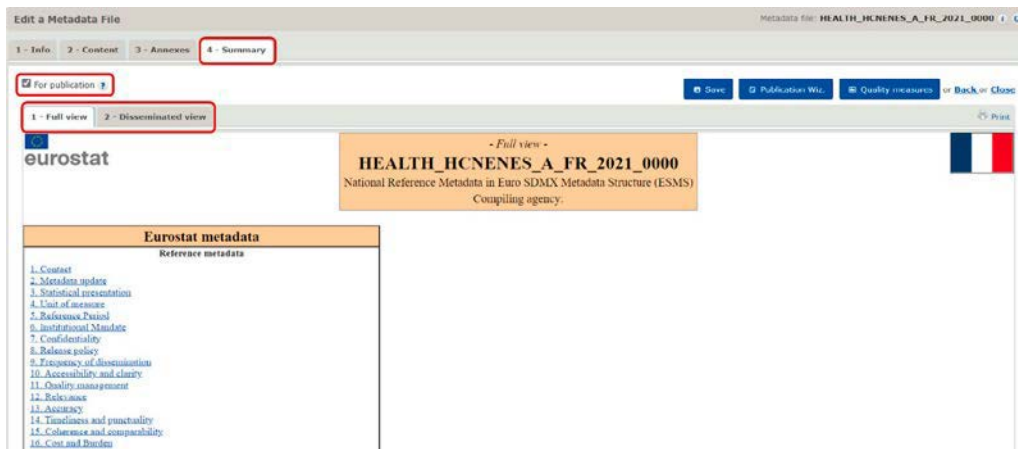 Edit a Metadata File
Metadata file: HEALTH_HCNENES_A_FR_2021_0000 i
1 - Info 2 - Content 3 - Annexes 4 - Summary
For publication ?
Save Publication Wiz. Quality measures or Back or Close
1 - Full view 2 - Disseminated view
Print
eurostat
- Full view -
HEALTH_HCNENES_A_FR_2021_0000
National Reference Metadata in Euro SDMX Metadata Structure (ESMS)
Compiling agency:
Eurostat metadata
Reference metadata
1. Contact
2. Metadata update
3. Statistical presentation
4. Unit of measure
5. Reference Period
6. Institutional Mandate
7. Confidentiality
8. Release policy
9. Frequency of dissemination
10. Accessibility and clarity
11. Quality management
12. Relevance
13. Accuracy
14. Timeliness and punctuality
15. Coherence and comparability
16. Cost and Burden